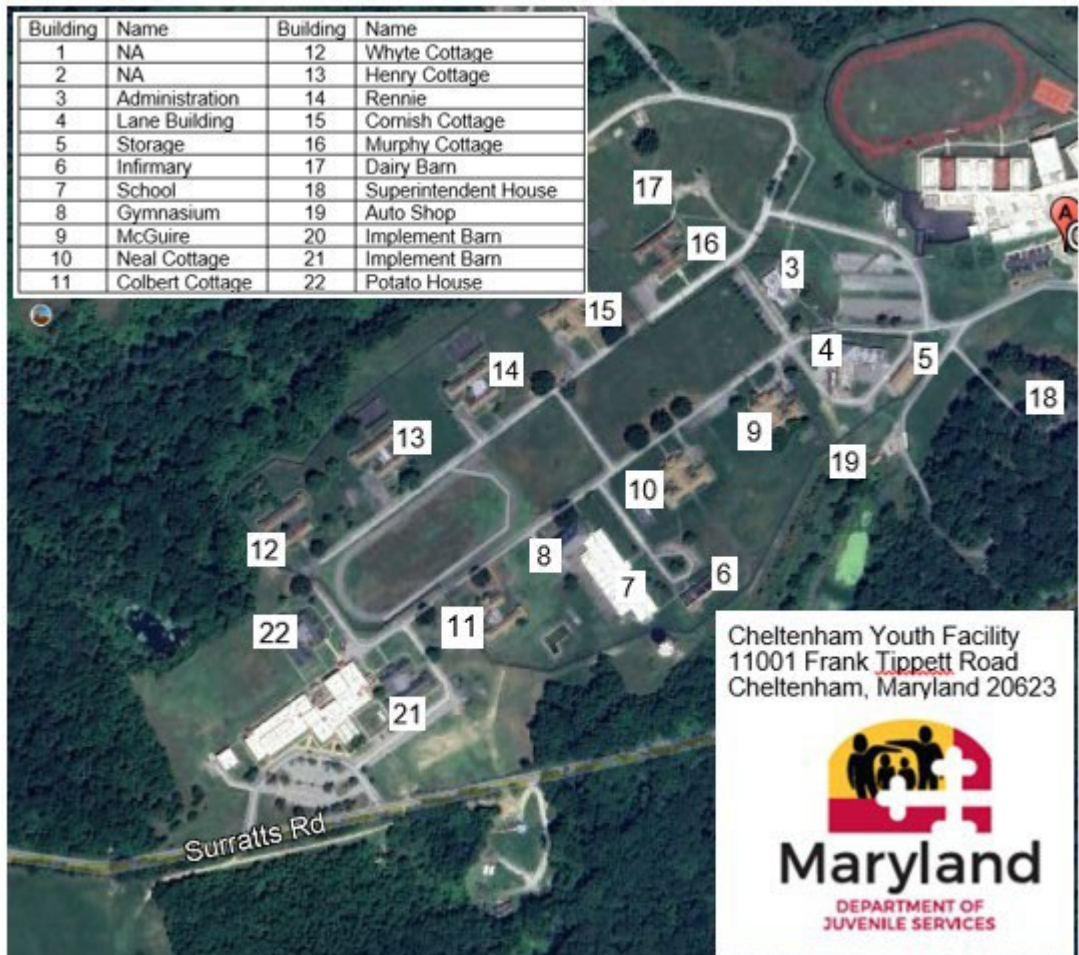 Building Name Building Name
1 NA 12 Whyte Cottage
2 NA 13 Henry Cottage
3 Administration 14 Rennie
4 Lane Building 15 Cornish Cottage
5 Storage 16 Murphy Cottage
6 Infirmary 17 Dairy Barn
7 School 18 Superintendent House
8 Gymnasium 19 Auto Shop
9 McGuire 20 Implement Barn
10 Neal Cottage 21 Implement Barn
11 Colbert Cottage 22 Potato House
A
17
16
3
15
4
5
14
18
13
9
19
10
12
8
7
6
22
11
21
Surratts Rd
Cheltenham Youth Facility
11001 Frank Tippett Road
Cheltenham, Maryland 20623
Maryland
DEPARTMENT OF
JUVENILE SERVICES